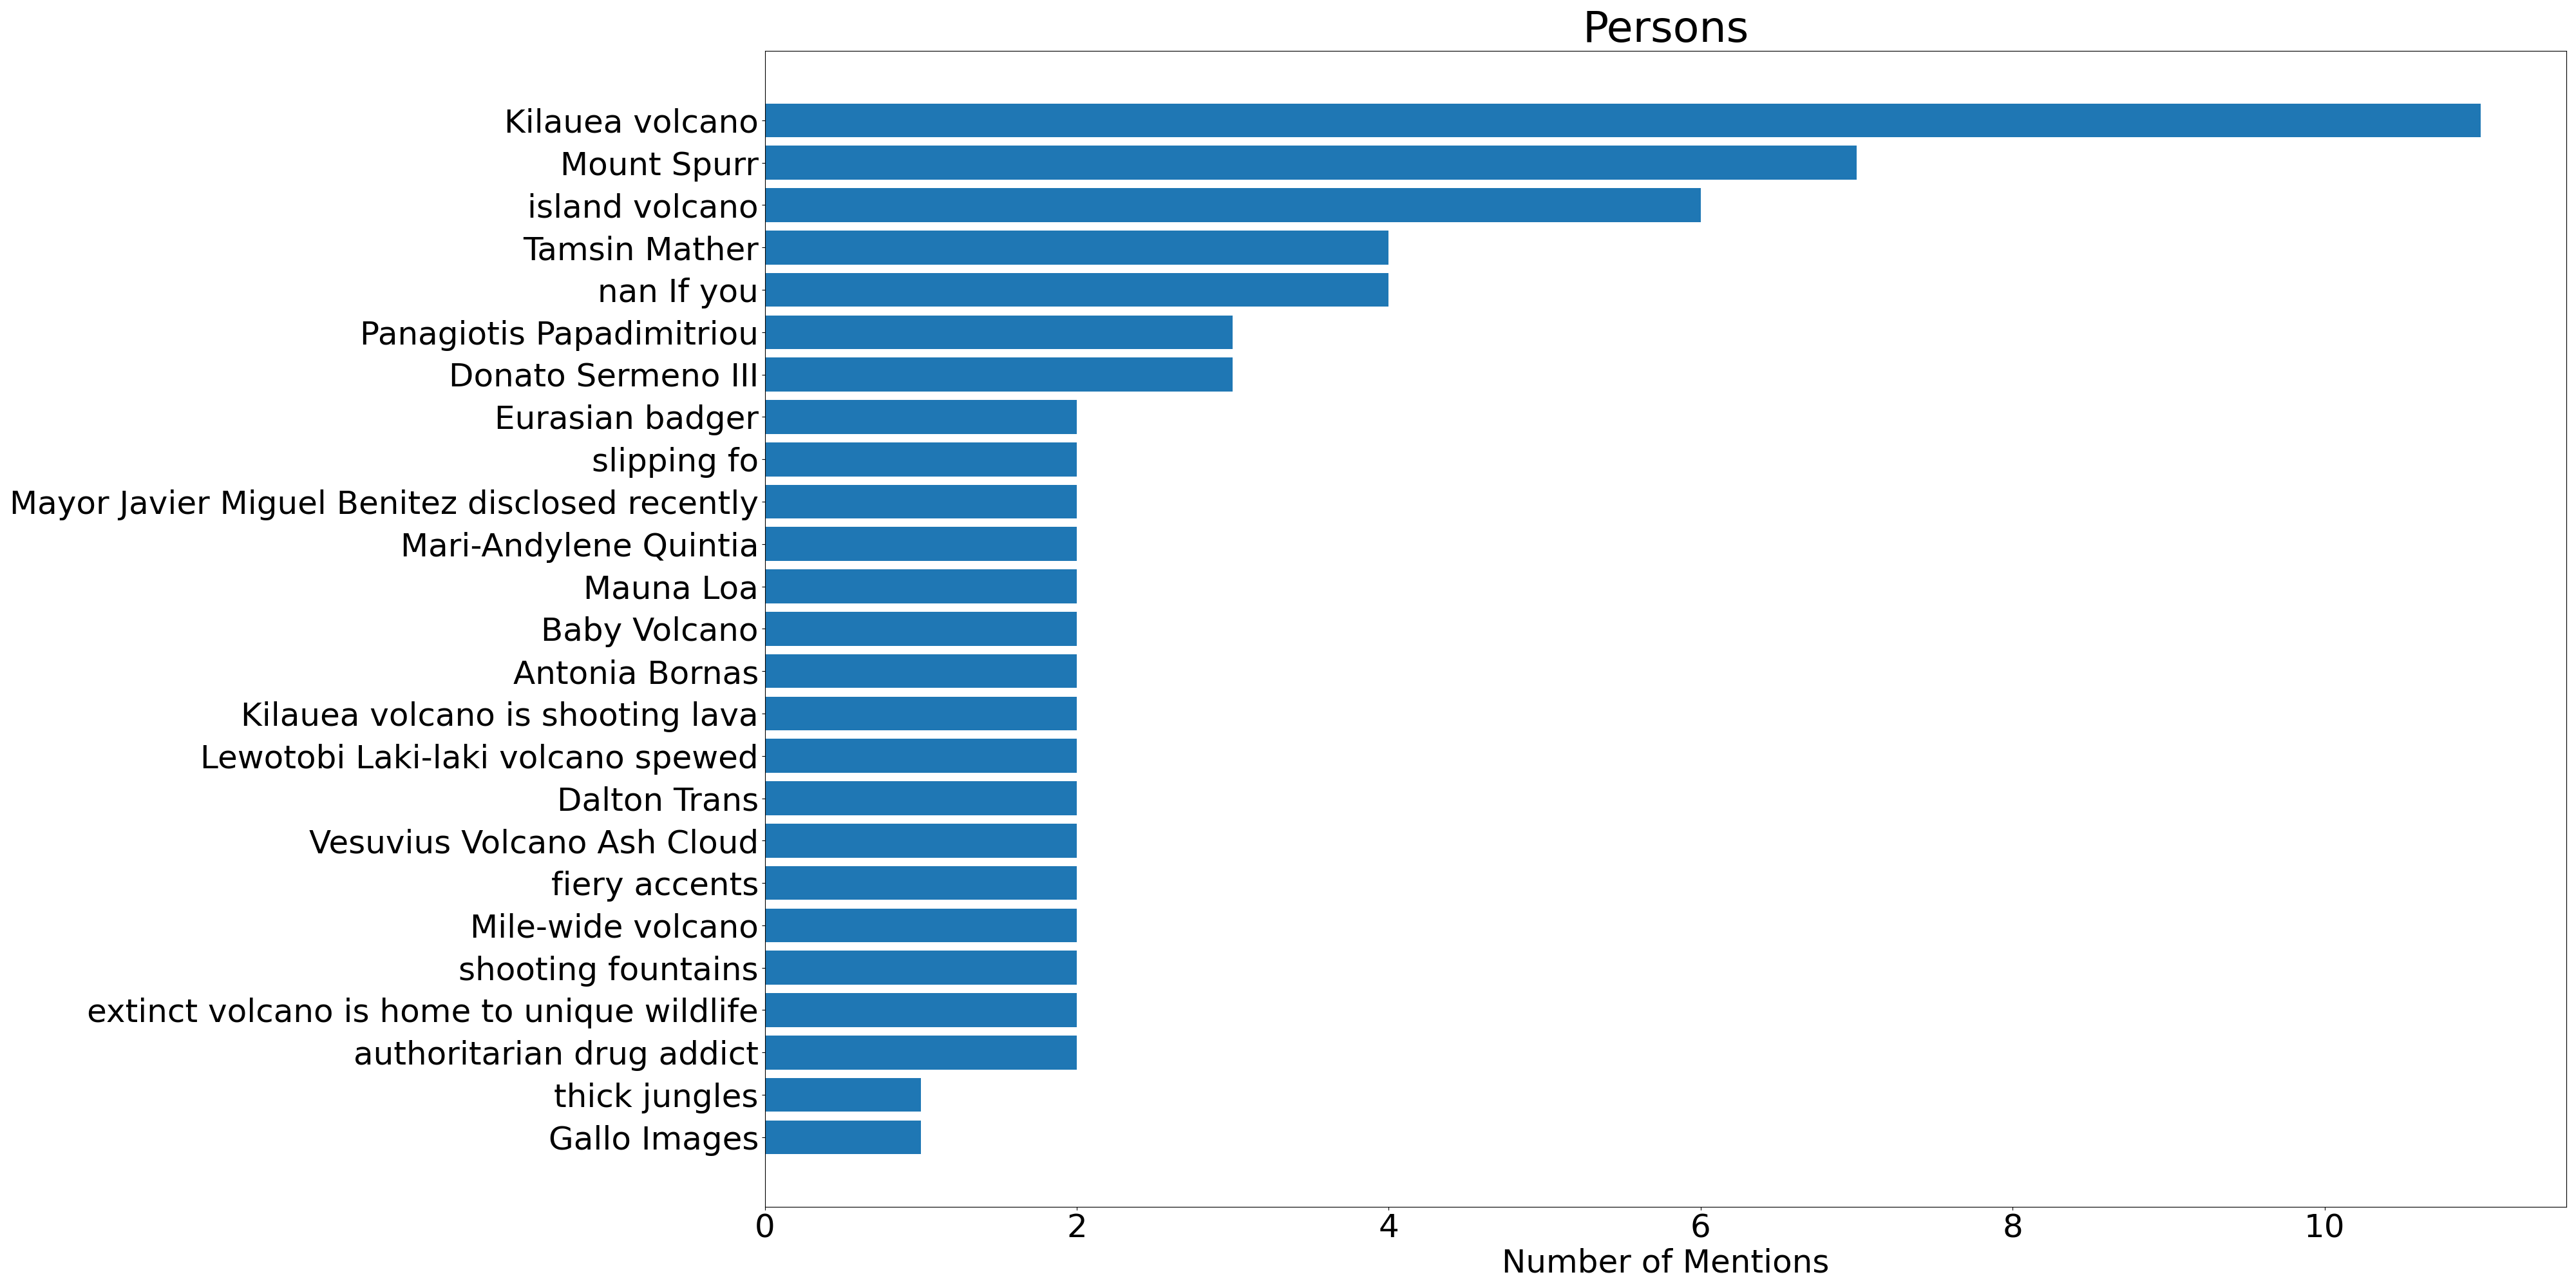 Persons
Kilauea volcano
Mount Spurr
island volcano
Tamsin Mather
nan If you
Panagiotis Papadimitriou
Donato Sermeno III
Eurasian badger
slipping fo
Mayor Javier Miguel Benitez disclosed recently
Mari-Andylene Quintia
Mauna Loa
Baby Volcano
Antonia Bornas
Kilauea volcano is shooting lava
Lewotobi Laki-laki volcano spewed
Dalton Trans
Vesuvius Volcano Ash Cloud
fiery accents
Mile-wide volcano
shooting fountains
extinct volcano is home to unique wildlife
authoritarian drug addict
thick jungles
Gallo Images
0 2 4 6 8 10
Number of Mentions